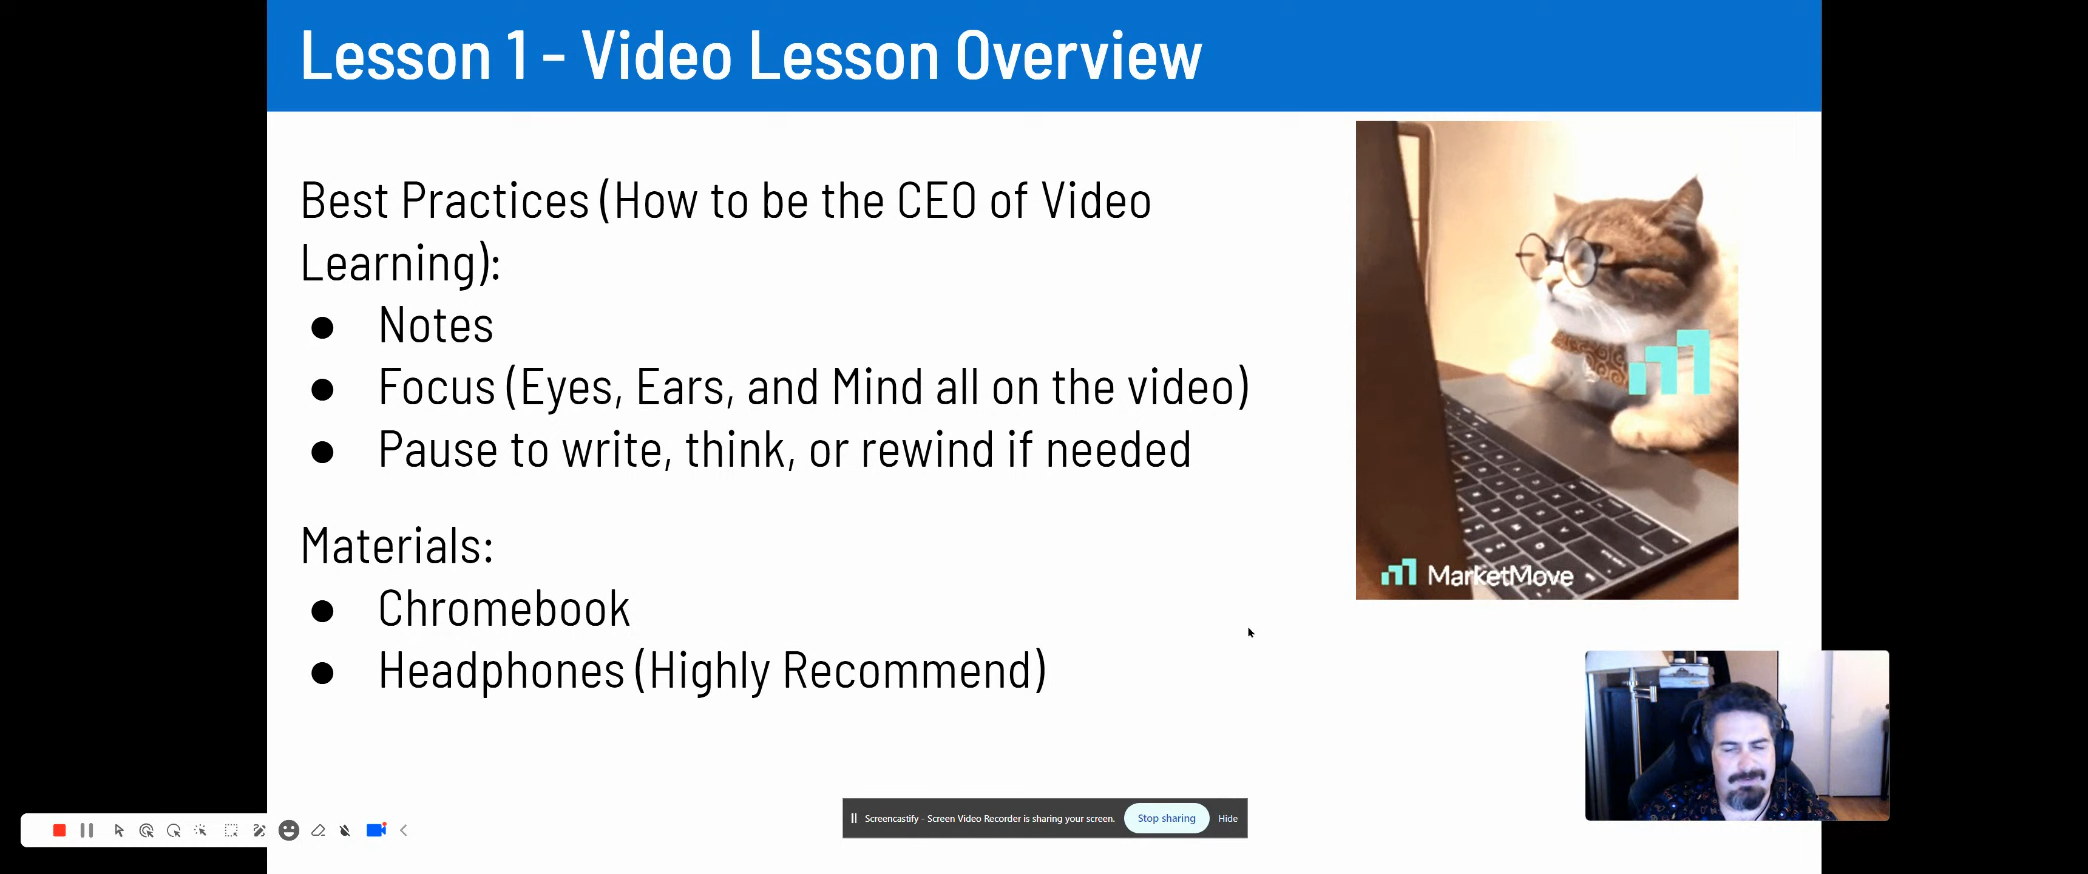 Lesson 1 - Video Lesson Overview
Best Practices (How to be the CEO of Video
Learning):
● Notes
● Focus (Eyes, Ears, and Mind all on the video)
● Pause to write, think, or rewind if needed
Materials:
● Chromebook
● Headphones (Highly Recommend)
MarketMove
Screencastify - Screen Video Recorder is sharing your screen.
Stop sharing
Hide